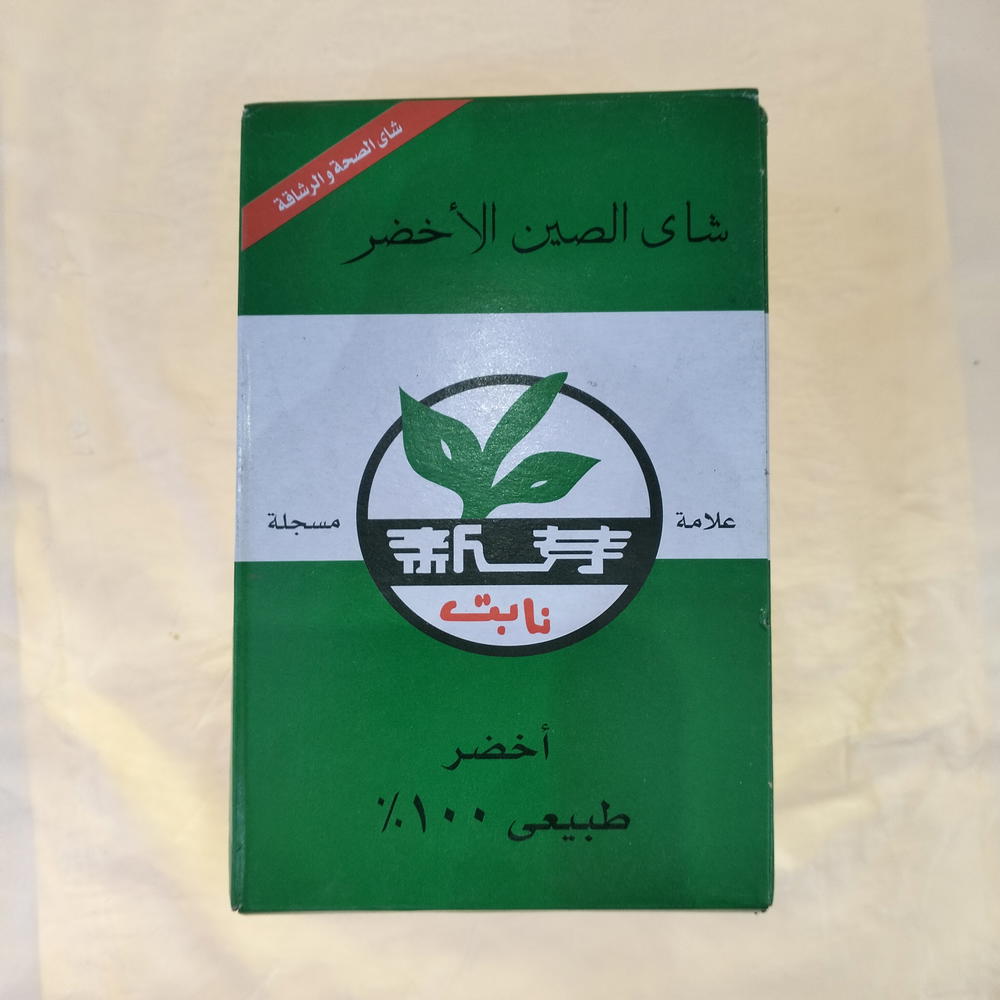 شاى الصحة و الرشاقة
شاى الصين الأخضر
علامة
مسجلة
新芽
نابت
أخضر
طبيعى ١٠٠٪